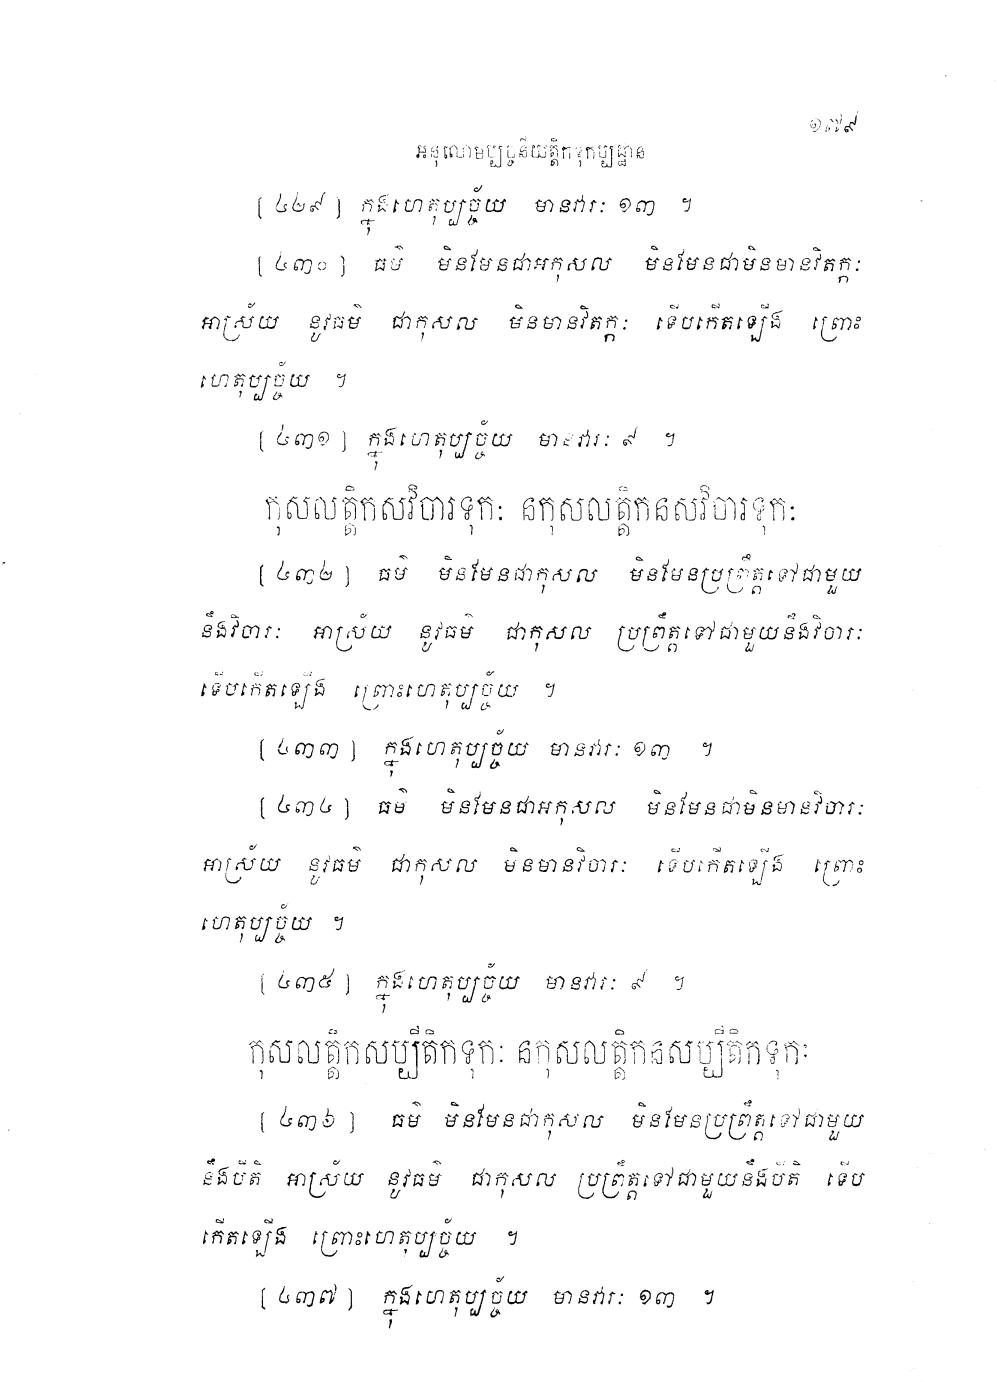 ១៧៩
អនុលោមប្បច្ចនីយត្តិកទុកប្បដ្ឋាន
[ ៤២៩ ] ក្នុងហេតុប្បច្ច័យ មានវារៈ ១៣ ។
[ ៤៣០ ] ធម៌ មិនមែនជាអកុសល មិនមែនជាមិនមានវិតក្កៈ
អាស្រ័យ នូវធម៌ ជាកុសល មិនមានវិតក្កៈ ទើបកើតឡើង ព្រោះ
ហេតុប្បច្ច័យ ។
[ ៤៣១ ] ក្នុងហេតុប្បច្ច័យ មានវារៈ ៩ ។
កុសលត្តិកសវិចារទុកៈ នកុសលត្តិកនសវិចារទុកៈ
[ ៤៣២ ] ធម៌ មិនមែនជាកុសល មិនមែនប្រព្រឹត្តទៅជាមួយ
នឹងវិចារៈ អាស្រ័យ នូវធម៌ ជាកុសល ប្រព្រឹត្តទៅជាមួយនឹងវិចារៈ
ទើបកើតឡើង ព្រោះហេតុប្បច្ច័យ ។
[ ៤៣៣ ] ក្នុងហេតុប្បច្ច័យ មានវារៈ ១៣ ។
[ ៤៣៤ ] ធម៌ មិនមែនជាអកុសល មិនមែនជាមិនមានវិចារៈ
អាស្រ័យ នូវធម៌ ជាកុសល មិនមានវិចារៈ ទើបកើតឡើង ព្រោះ
ហេតុប្បច្ច័យ ។
[ ៤៣៥ ] ក្នុងហេតុប្បច្ច័យ មានវារៈ ៩ ។
កុសលត្តិកសប្បីតិកទុកៈ នកុសលត្តិកនសប្បីតិកទុកៈ
[ ៤៣៦ ] ធម៌ មិនមែនជាកុសល មិនមែនប្រព្រឹត្តទៅជាមួយ
នឹងបីតិ អាស្រ័យ នូវធម៌ ជាកុសល ប្រព្រឹត្តទៅជាមួយនឹងបីតិ ទើប
កើតឡើង ព្រោះហេតុប្បច្ច័យ ។
[ ៤៣៧ ] ក្នុងហេតុប្បច្ច័យ មានវារៈ ១៣ ។